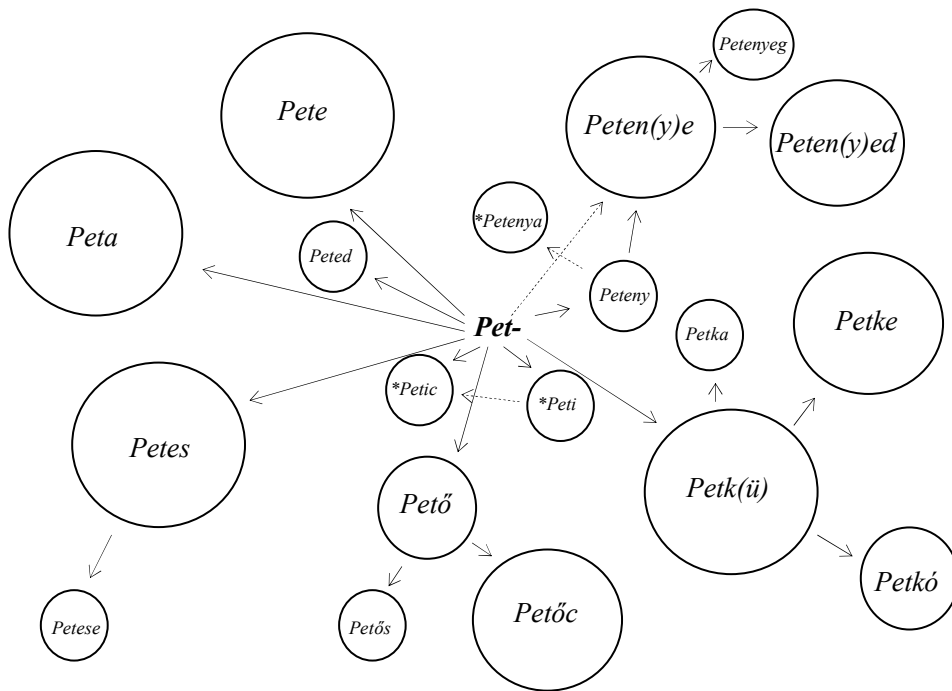 Petenyeg
Pete
Peten(y)e
Peten(y)ed
*Petenya
Peta
Peted
Peteny
Pet-
Petka
Petke
*Petic
*Peti
Petes
Petk(ü)
Pető
Petkó
Petőc
Petese
Petős